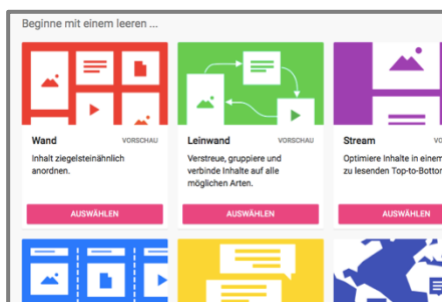 Beginne mit einem leeren ...
Wand VORSCHAU
Inhalt ziegelsteinähnlich
anordnen.
AUSWÄHLEN
Leinwand VORSCHAU
Verstreue, gruppiere und
verbinde Inhalte auf alle
möglichen Arten.
AUSWÄHLEN
Stream VO
Optimiere Inhalte in einem
zu lesenden Top-to-Bottom
AUSWÄHLEN